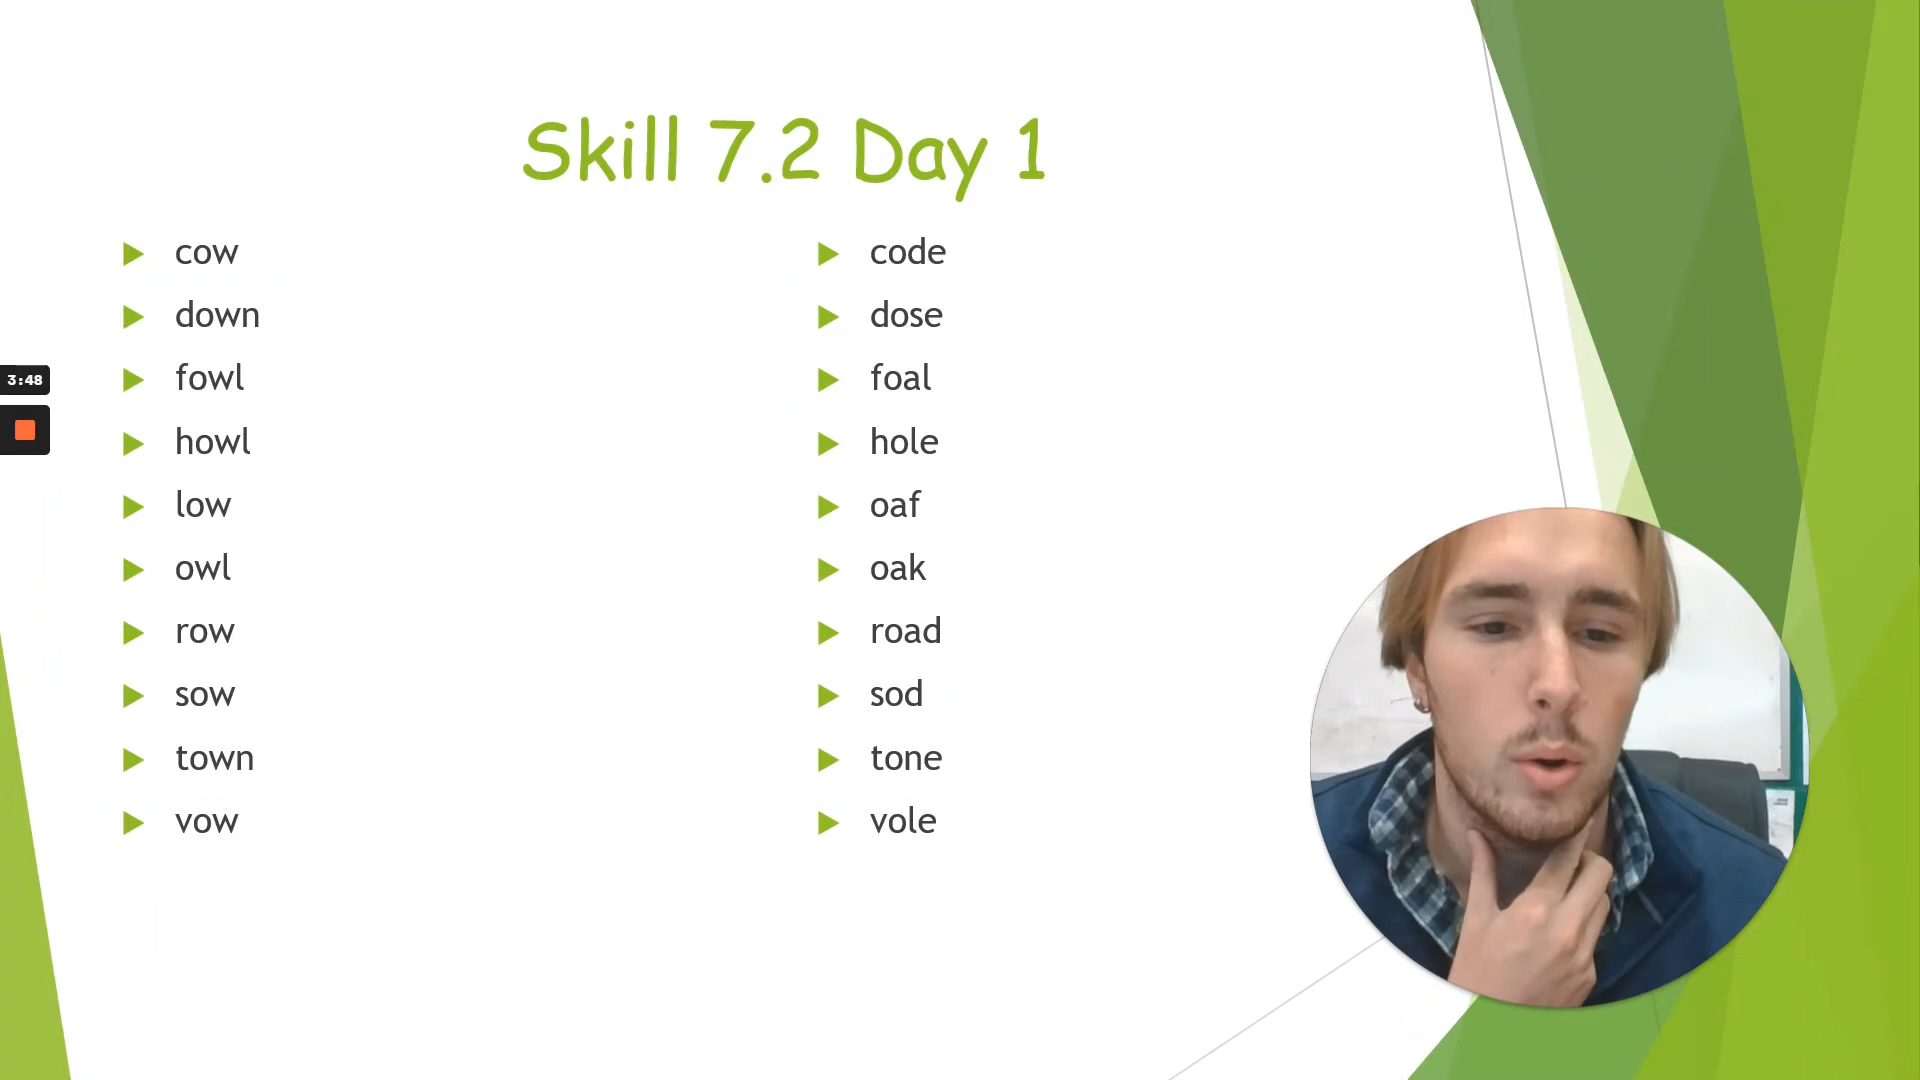 Skill 7.2 Day 1
cow
down
fowl
howl
low
owl
row
sow
town
vow
code
dose
foal
hole
oaf
oak
road
sod
tone
vole
3:48